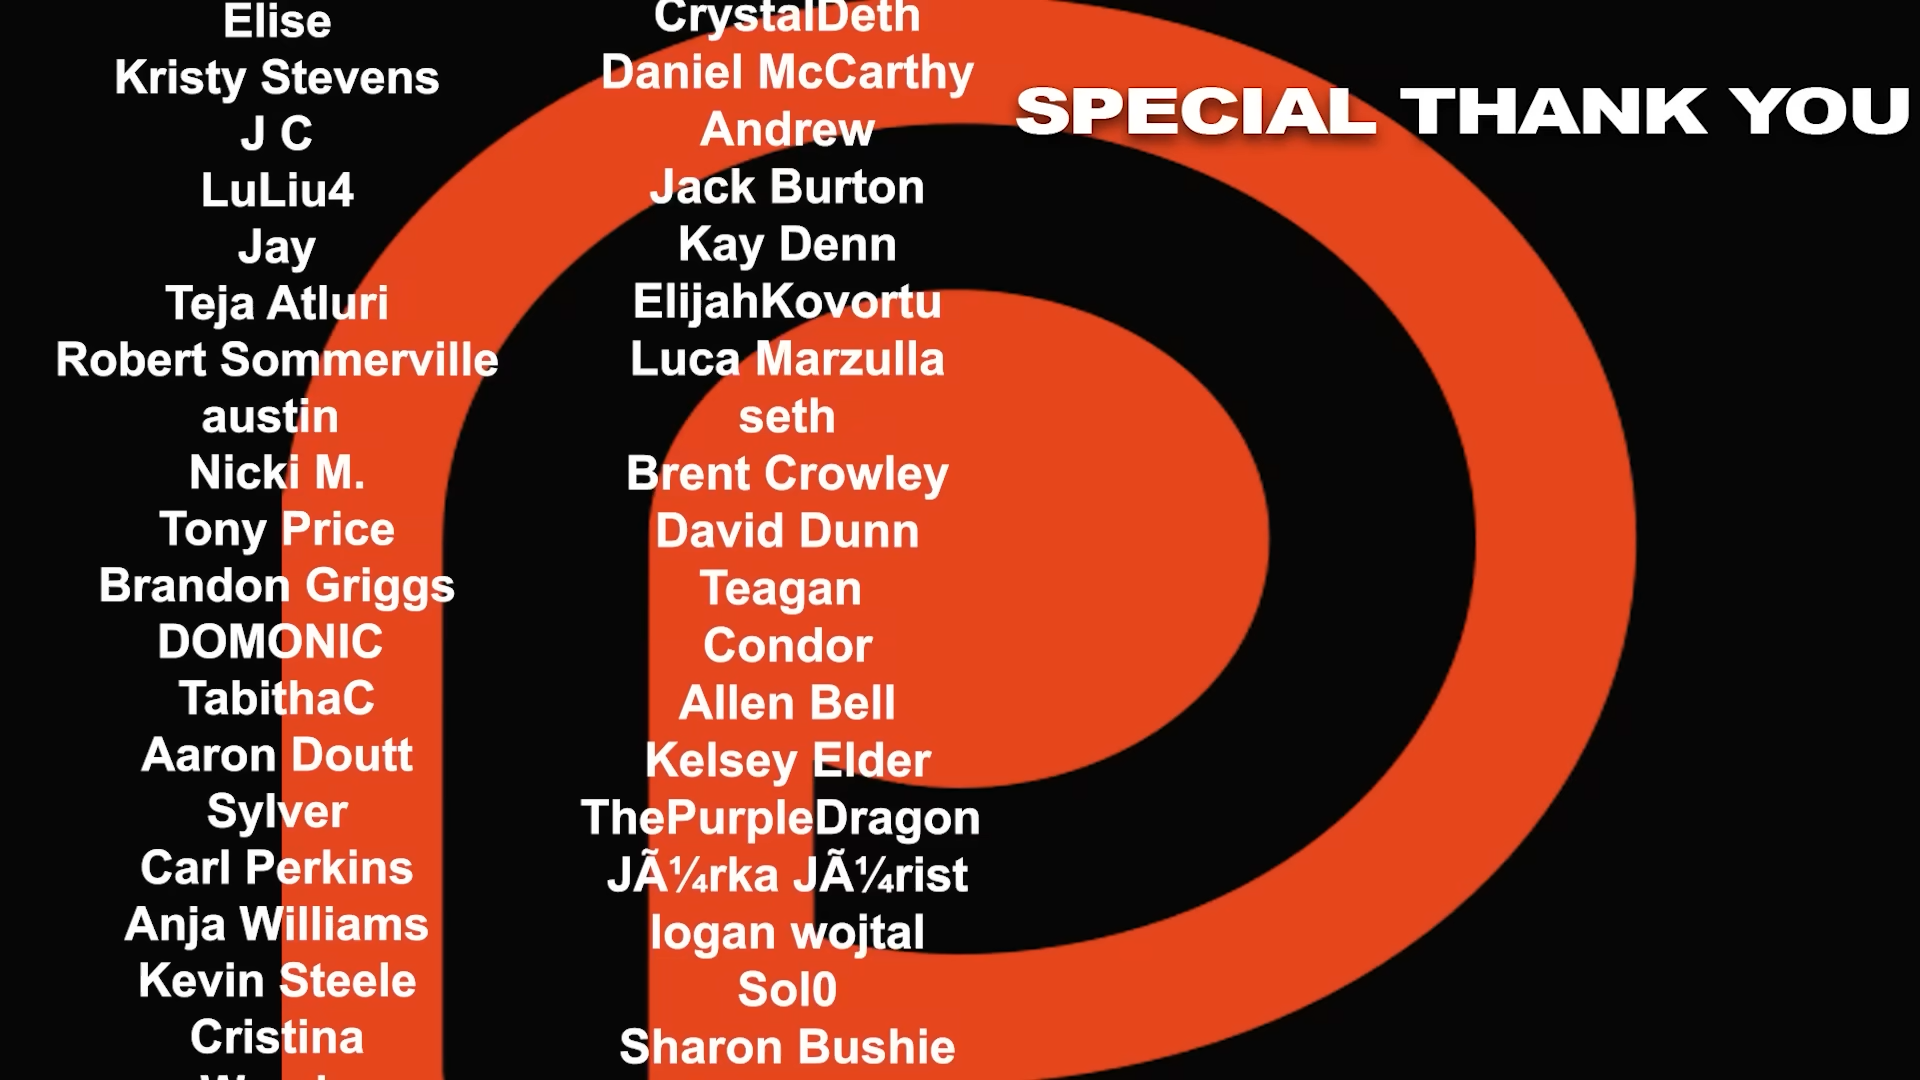 Elise
Kristy Stevens
J C
LuLiu4
Jay
Teja Atluri
Robert Sommerville
austin
Nicki M.
Tony Price
Brandon Griggs
DOMONIC
TabithaC
Aaron Doutt
Sylver
Carl Perkins
Anja Williams
Kevin Steele
Cristina
CrystalDeth
Daniel McCarthy
Andrew
Jack Burton
Kay Denn
ElijahKovortu
Luca Marzulla
seth
Brent Crowley
David Dunn
Teagan
Condor
Allen Bell
Kelsey Elder
ThePurpleDragon
JÃ¼rka JÃ¼rist
logan wojtal
Sol0
Sharon Bushie
SPECIAL THANK YOU